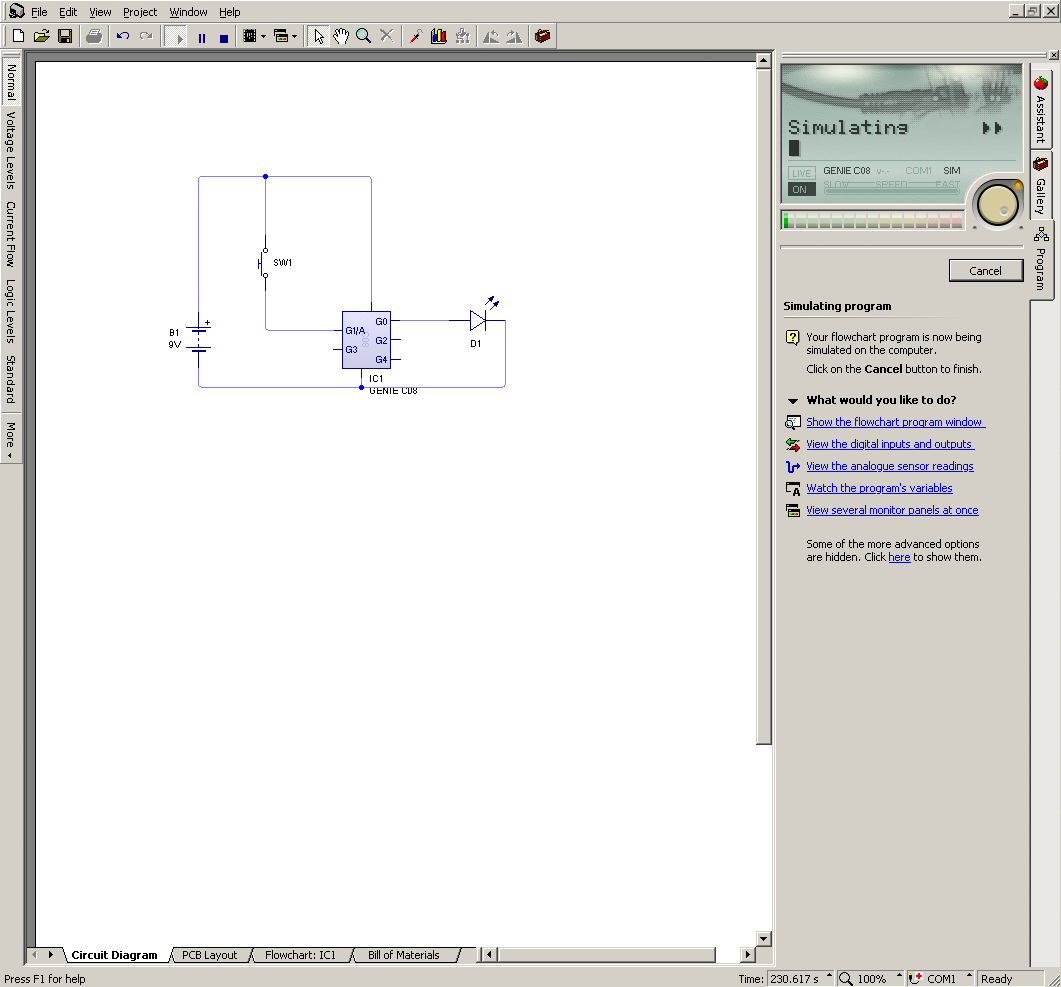 File Edit View Project Window Help
Normal
Voltage Levels
Current Flow
Logic Levels
Standard
More
B1
9V
+
SW1
G1/A
G3
G0
G2
G4
C08
IC1
GENIE C08
D1
Simulating
LIVE
GENIE C08 v-.- COM1 SIM
ON
SLOW SPEED FAST
Assistant
Gallery
Program
Cancel
Simulating program
Your flowchart program is now being
simulated on the computer.
Click on the Cancel button to finish.
What would you like to do?
Show the flowchart program window
View the digital inputs and outputs
View the analogue sensor readings
Watch the program's variables
View several monitor panels at once
Some of the more advanced options
are hidden. Click here to show them.
Circuit Diagram PCB Layout Flowchart: IC1 Bill of Materials
Press F1 for help
Time: 230.617 s 100% COM1 Ready